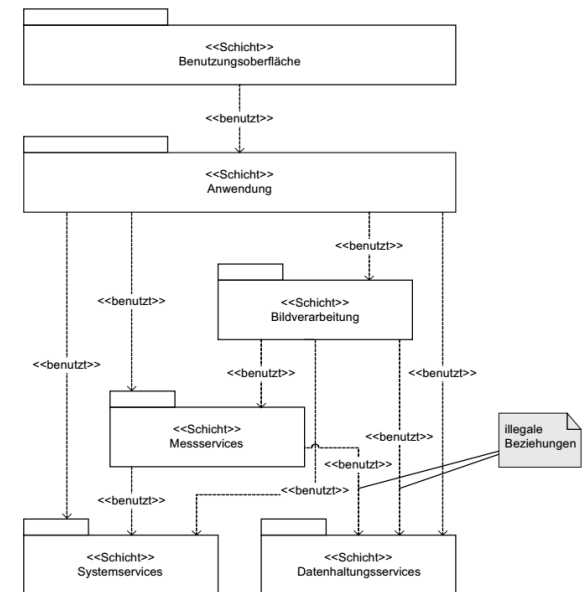 <<Schicht>>
Benutzungsoberfläche
<<benutzt>>
<<Schicht>>
Anwendung
<<benutzt>>
<<Schicht>>
Bildverarbeitung
<<benutzt>>
<<benutzt>>
<<benutzt>>
<<benutzt>>
<<Schicht>>
Messservices
illegale
Beziehungen
<<benutzt>>
<<benutzt>>
<<benutzt>>
<<benutzt>>
<<Schicht>>
Systemservices
<<Schicht>>
Datenhaltungsservices